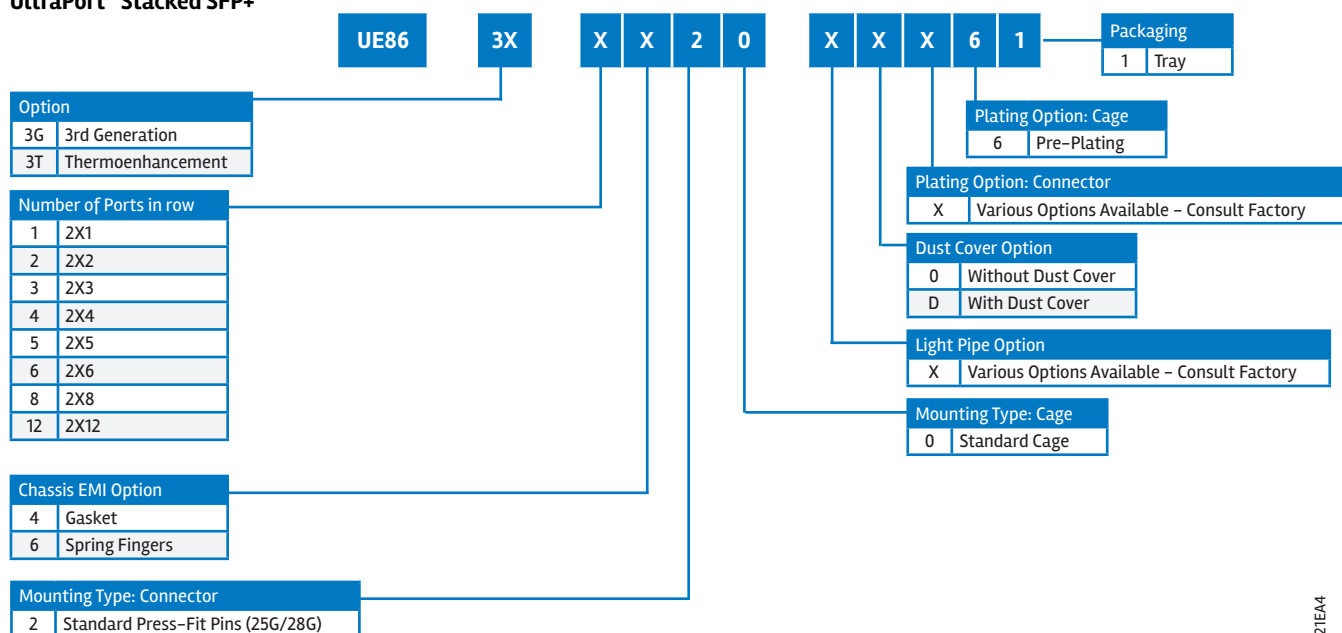 UltraPort Stacked SFP+
UE86 3X X X 2 0 X X X 6 1
Packaging
1 Tray
Option
3G 3rd Generation
3T Thermoenhancement
Plating Option: Cage
6 Pre-Plating
Plating Option: Connector
X Various Options Available - Consult Factory
Number of Ports in row
1 2X1
2 2X2
3 2X3
4 2X4
5 2X5
6 2X6
8 2X8
12 2X12
Dust Cover Option
0 Without Dust Cover
D With Dust Cover
Light Pipe Option
X Various Options Available - Consult Factory
Mounting Type: Cage
0 Standard Cage
Chassis EMI Option
4 Gasket
6 Spring Fingers
Mounting Type: Connector
2 Standard Press-Fit Pins (25G/28G)
21EA4